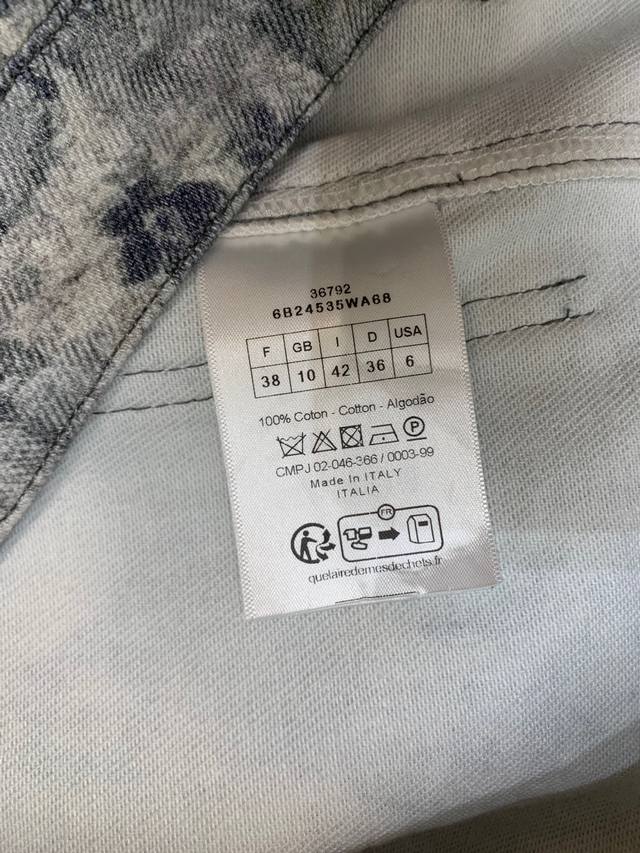 36792
6B24535WA68
F GB I D USA
38 10 42 36 6
100% Coton - Cotton - Algodão
P
CMPJ 02-046-366 / 0003-99
Made In ITALY
ITALIA
FR
quelairedemesdechets.fr